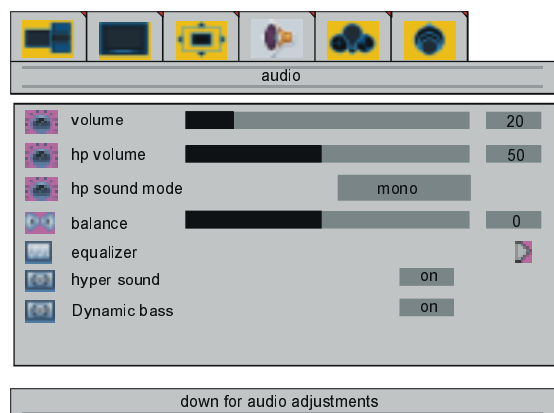 audio
volume 20
hp volume 50
hp sound mode mono
balance 0
equalizer
hyper sound on
Dynamic bass on
down for audio adjustments